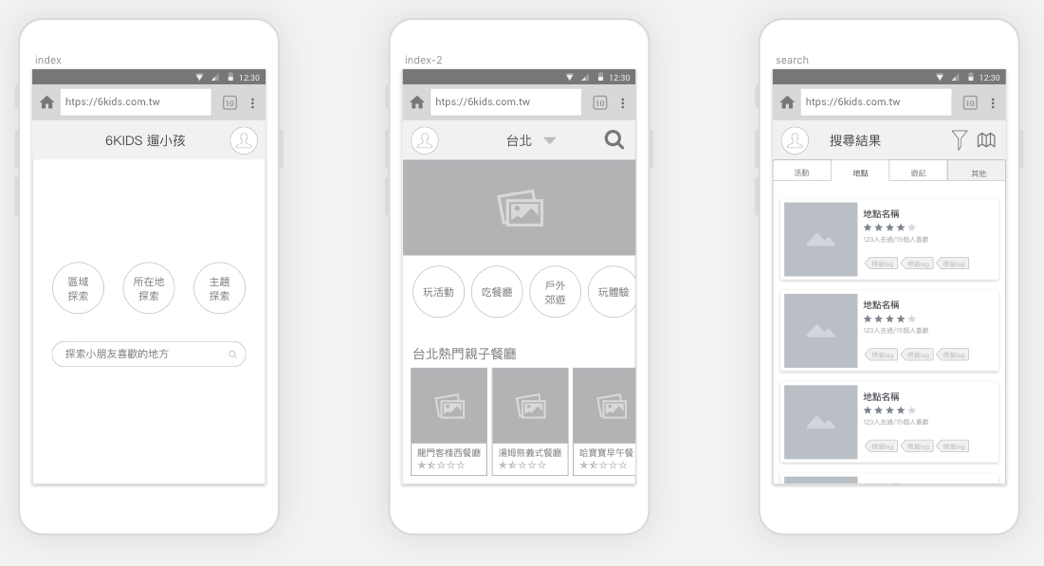 index
12:30
htps://6kids.com.tw
10
6KIDS 遛小孩
區域
探索
所在地
探索
主題
探索
探索小朋友喜歡的地方
index-2
12:30
htps://6kids.com.tw
10
台北
玩活動
吃餐廳
戶外
郊遊
玩體驗
台北熱門親子餐廳
龍門客棧西餐廳
湯姆熊義式餐廳
哈寶寶早午餐
search
12:30
htps://6kids.com.tw
10
搜尋結果
活動
地點
遊記
其他
地點名稱
123人去過/15個人喜歡
標籤tag
標籤tag
標籤tag
地點名稱
123人去過/15個人喜歡
標籤tag
標籤tag
標籤tag
地點名稱
123人去過/15個人喜歡
標籤tag
標籤tag
標籤tag